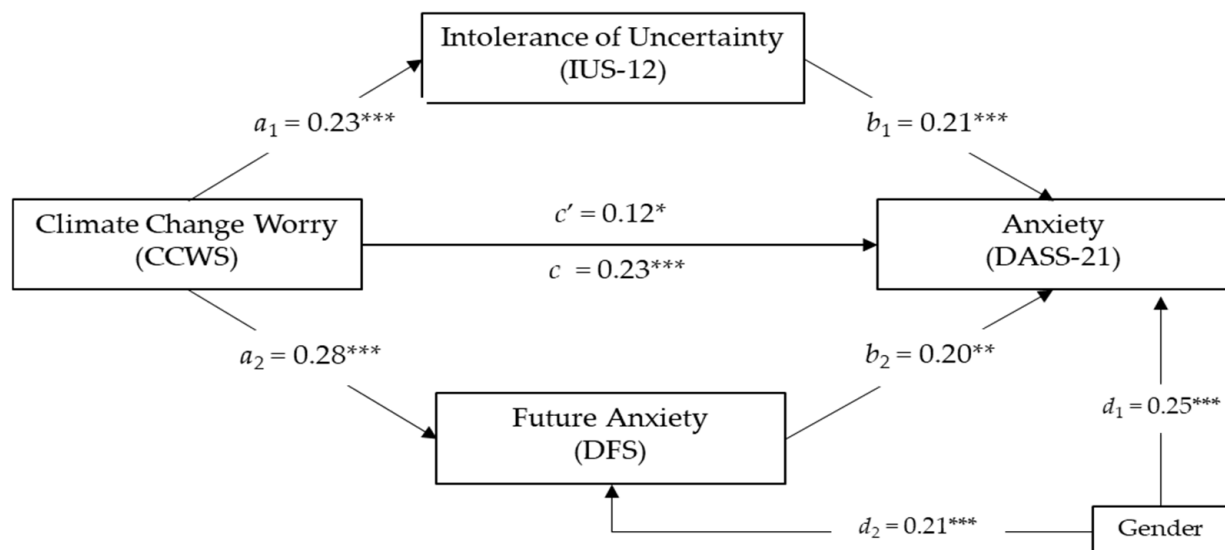 Intolerance of Uncertainty
(IUS-12)
a₁ = 0.23***
b₁ = 0.21***
Climate Change Worry
(CCWS)
c′ = 0.12*
c = 0.23***
Anxiety
(DASS-21)
a₂ = 0.28***
b₂ = 0.20**
Future Anxiety
(DFS)
d₁ = 0.25***
d₂ = 0.21***
Gender